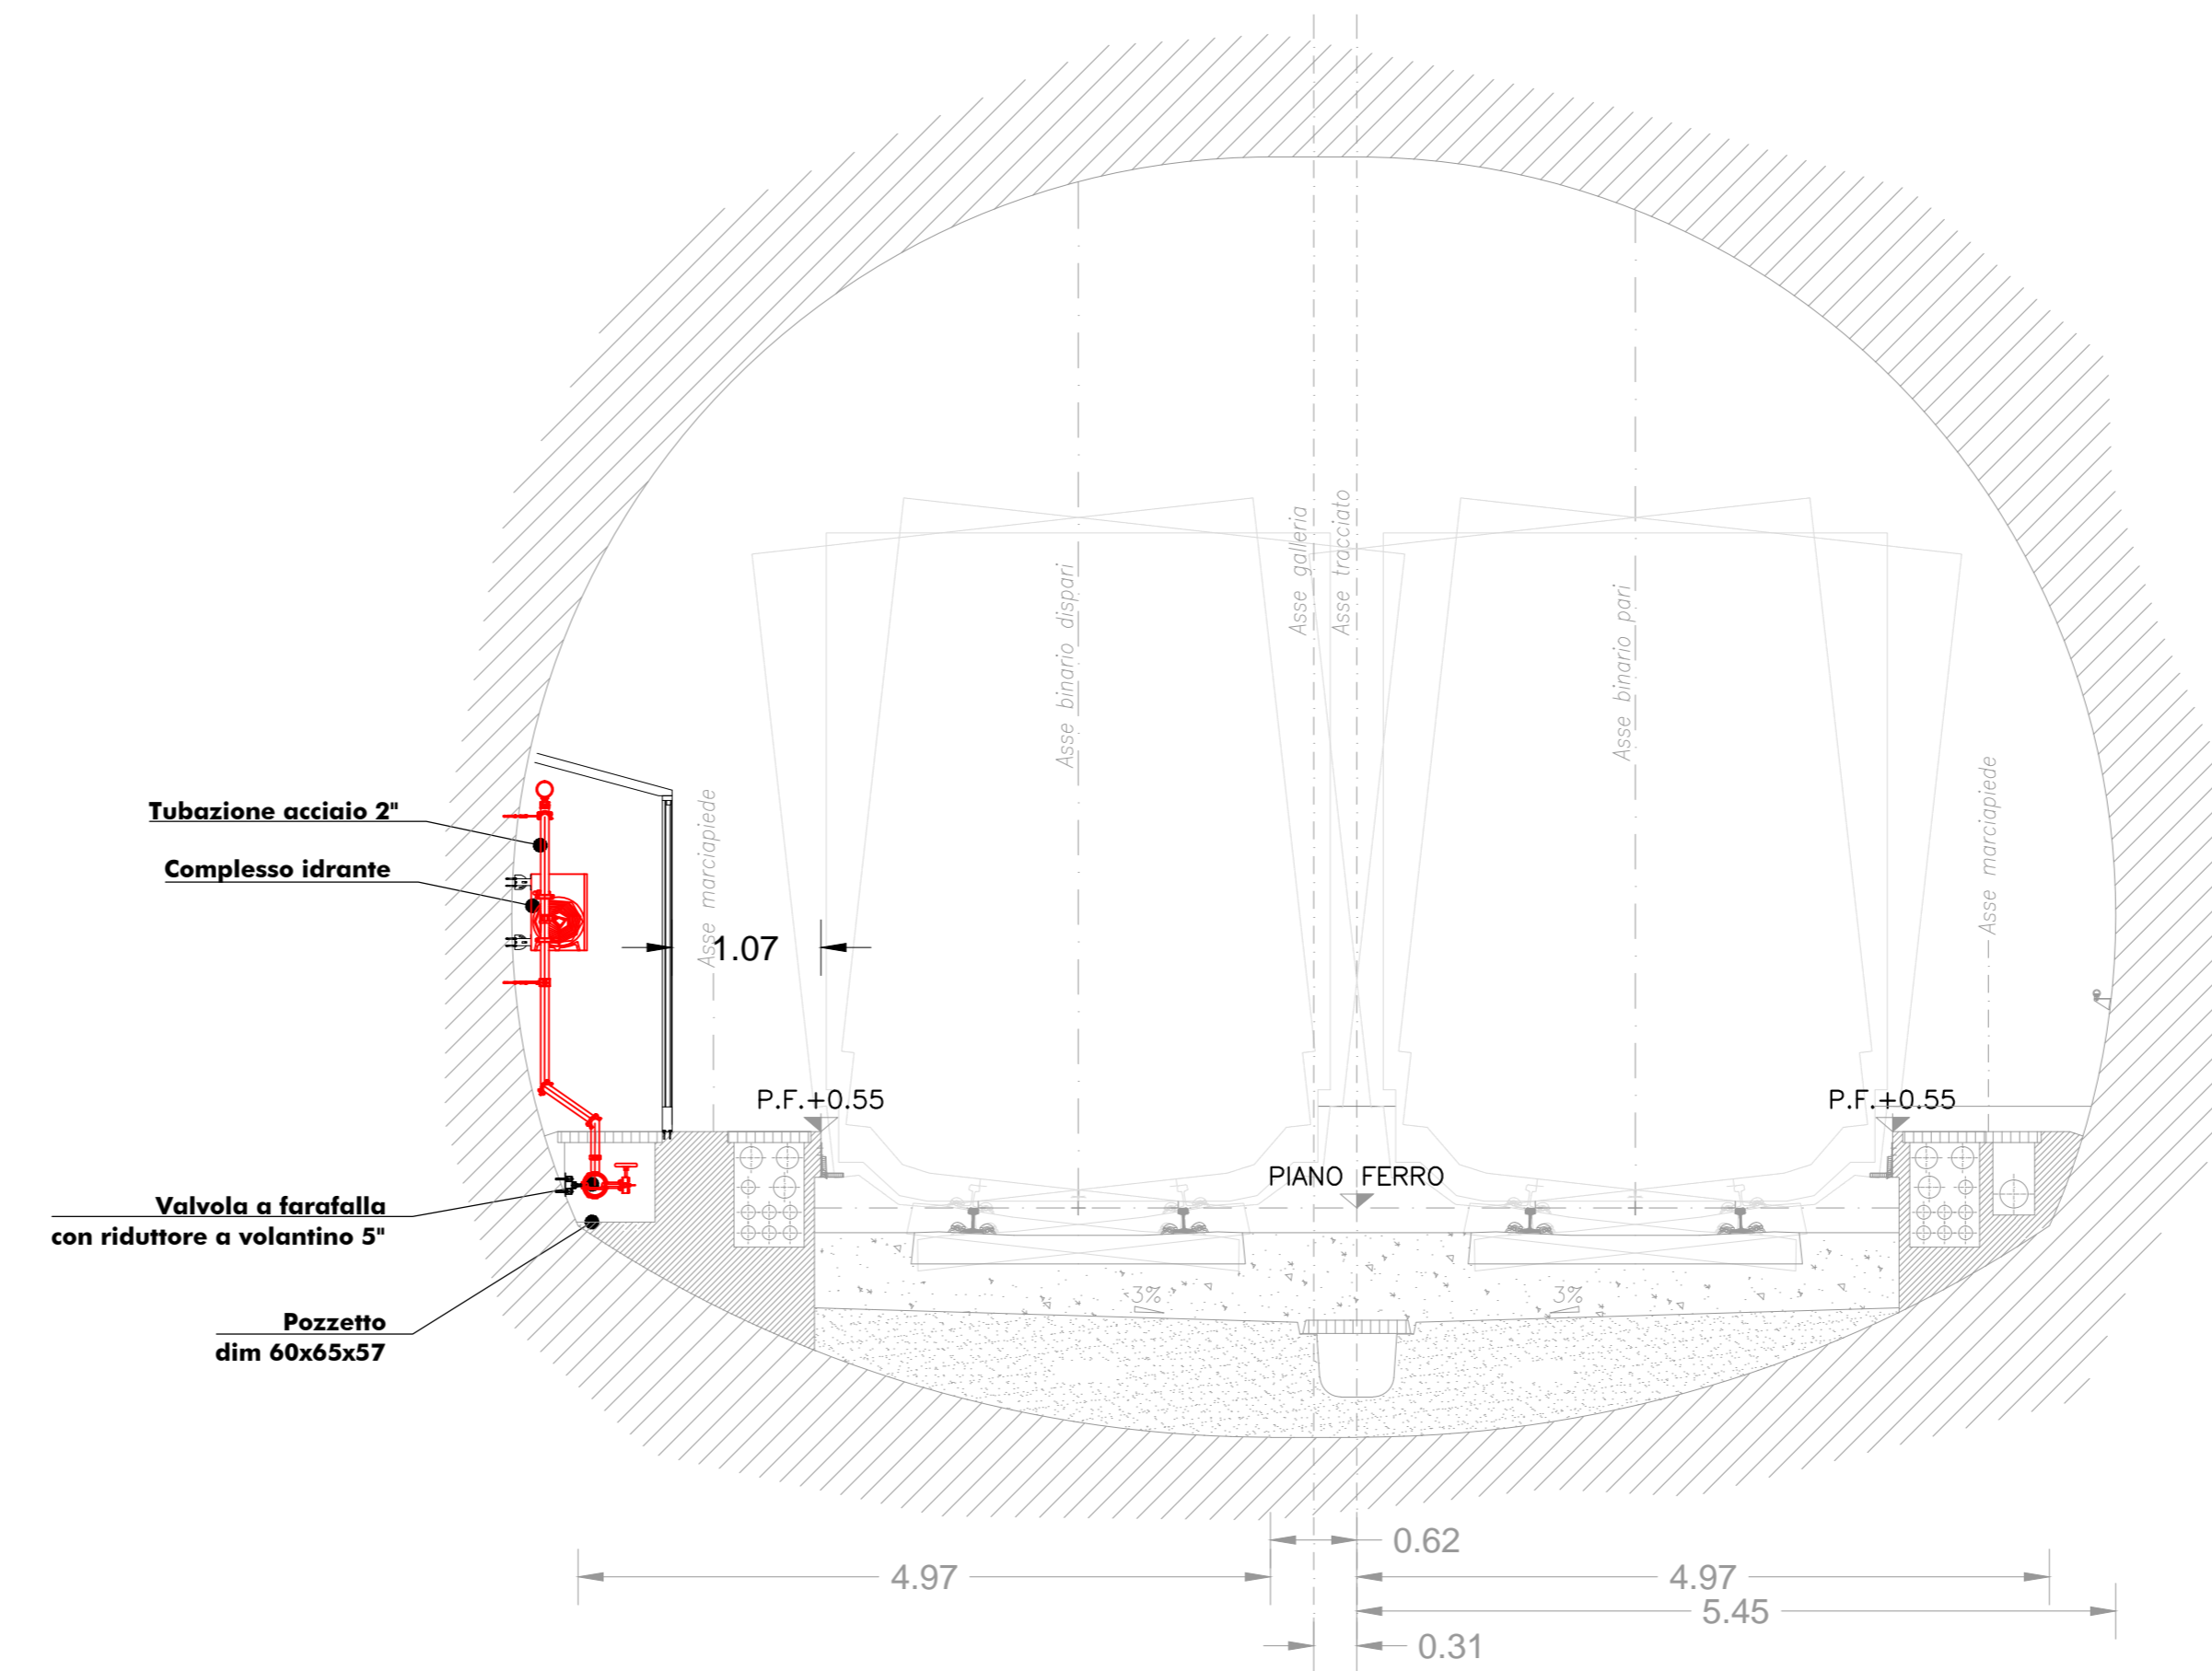 Asse galleria
Asse tracciato
Asse binario dispari
Asse binario pari
Asse marciapiede
Asse marciapiede
Tubazione acciaio 2"
Complesso idrante
1.07
P.F.+0.55
P.F.+0.55
PIANO FERRO
Valvola a farafalla
con riduttore a volantino 5"
3%
3%
Pozzetto
dim 60x65x57
0.62
4.97
4.97
5.45
0.31